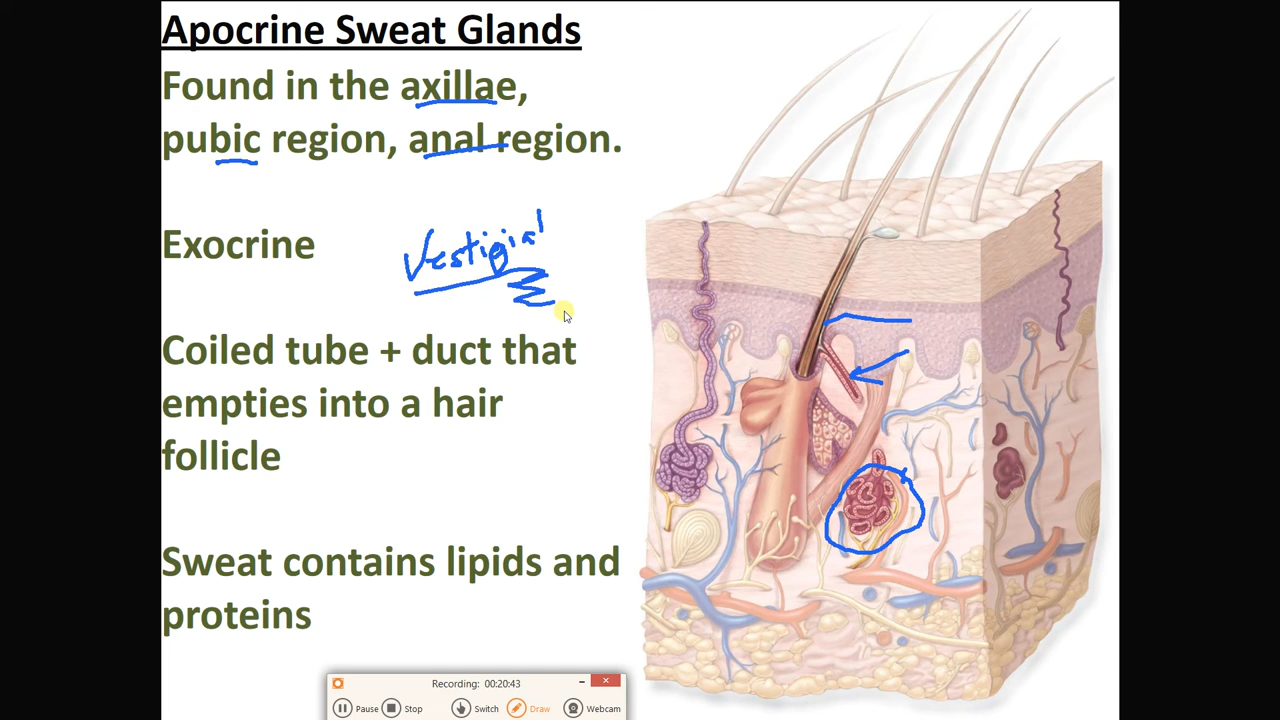 Apocrine Sweat Glands
Found in the axillae,
pubic region, anal region.
Exocrine
Vestigial
Coiled tube + duct that
empties into a hair
follicle
Sweat contains lipids and
proteins
Recording: 00:20:43
Pause Stop Switch Draw Webcam